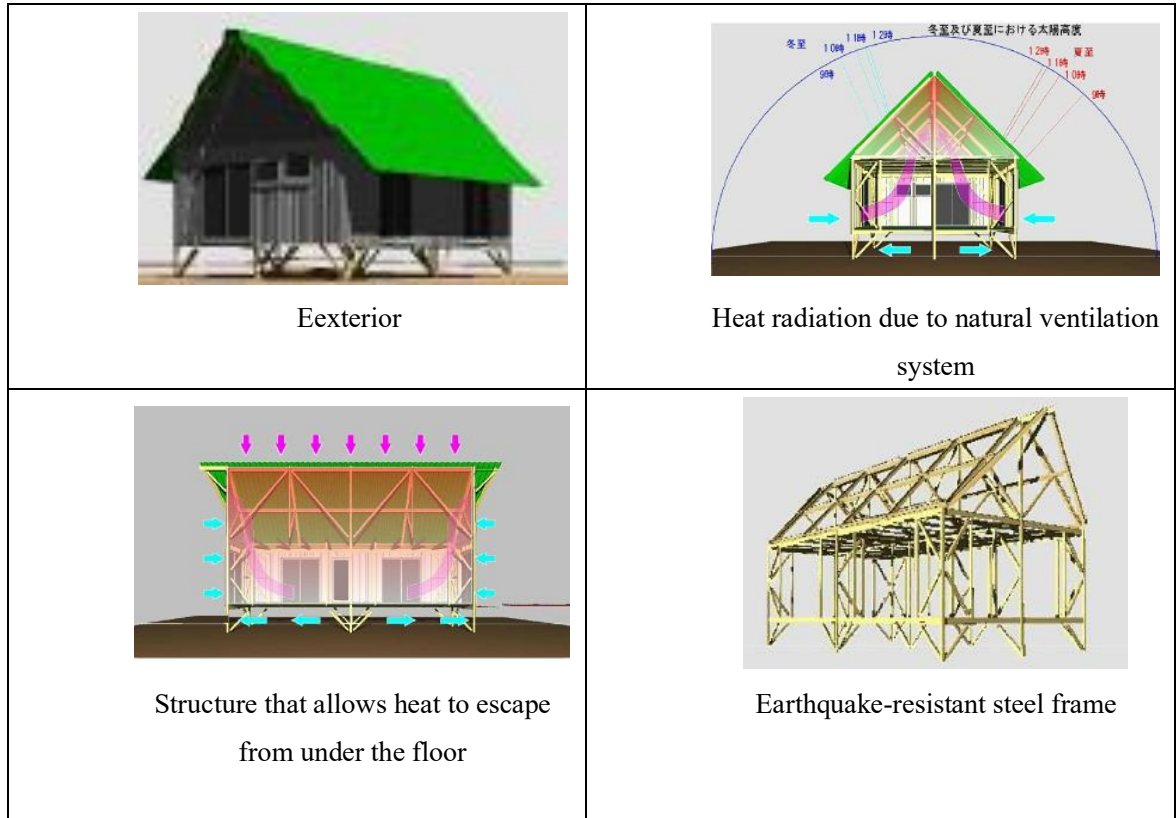 Eexterior
冬至及び夏至における太陽高度
冬至
9時
10時
11時
12時
12時
夏至
11時
10時
9時
Heat radiation due to natural ventilation
system
Structure that allows heat to escape
from under the floor
Earthquake-resistant steel frame